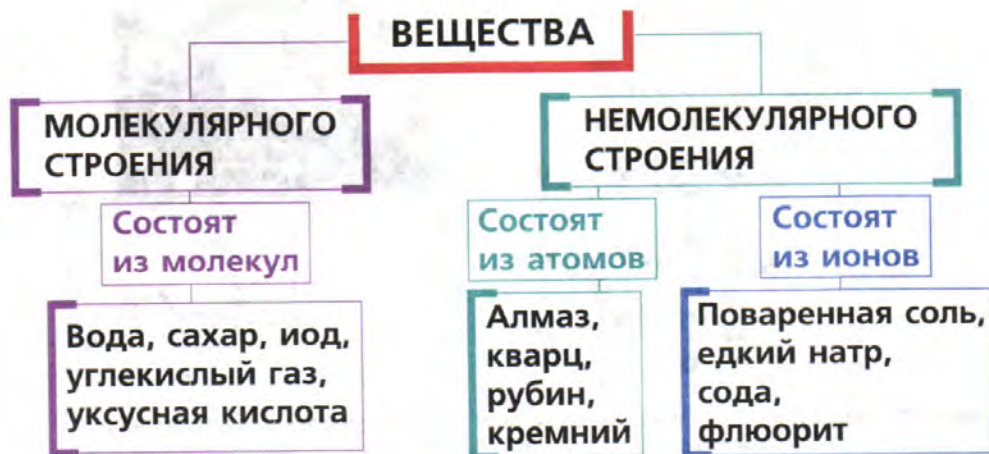 ВЕЩЕСТВА
МОЛЕКУЛЯРНОГО
СТРОЕНИЯ
НЕМОЛЕКУЛЯРНОГО
СТРОЕНИЯ
Состоят
из молекул
Состоят
из атомов
Состоят
из ионов
Вода, сахар, иод,
углекислый газ,
уксусная кислота
Алмаз,
кварц,
рубин,
кремний
Поваренная соль,
едкий натр,
сода,
флюорит